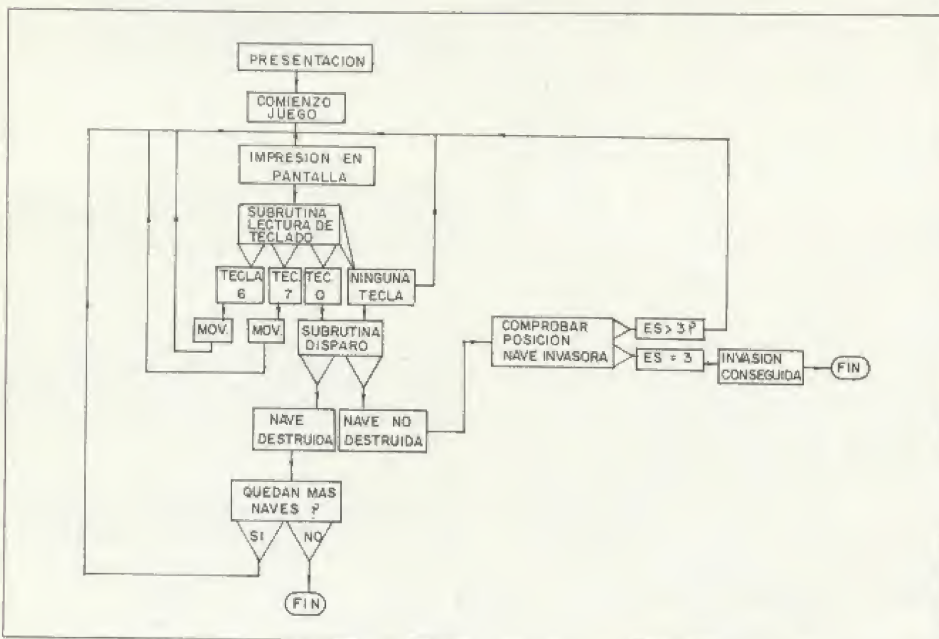 PRESENTACION
COMIENZO
JUEGO
IMPRESION EN
PANTALLA
SUBRUTINA
LECTURA DE
TECLADO
TECLA
6
TEC.
7
TEC.
0
NINGUNA
TECLA
MOV.
MOV.
SUBRUTINA
DISPARO
COMPROBAR
POSICION
NAVE INVASORA
ES > 3?
ES = 3
INVASION
CONSEGUIDA
FIN
NAVE
DESTRUIDA
NAVE NO
DESTRUIDA
QUEDAN MAS
NAVES ?
SI
NO
FIN